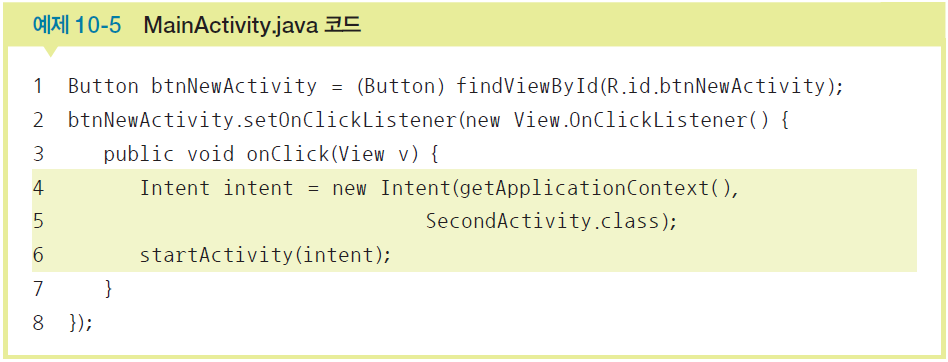 예제 10-5 MainActivity.java 코드
1 Button btnNewActivity = (Button) findViewById(R.id.btnNewActivity);
2 btnNewActivity.setOnClickListener(new View.OnClickListener() {
3 public void onClick(View v) {
4 Intent intent = new Intent(getApplicationContext(),
5 SecondActivity.class);
6 startActivity(intent);
7 }
8 });